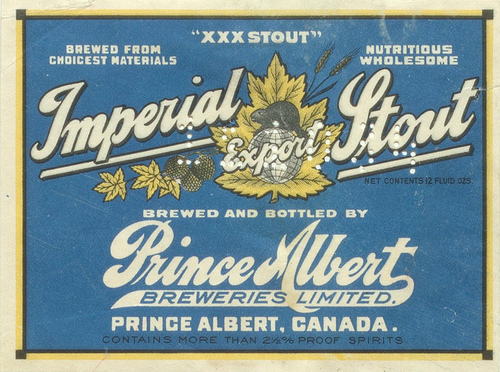 "XXX STOUT"
BREWED FROM
CHOICEST MATERIALS
NUTRITIOUS
WHOLESOME
Imperial Stout
Export
NET CONTENTS 12 FLUID OZS.
BREWED AND BOTTLED BY
Prince Albert
BREWERIES LIMITED.
PRINCE ALBERT, CANADA.
CONTAINS MORE THAN 2½% PROOF SPIRITS